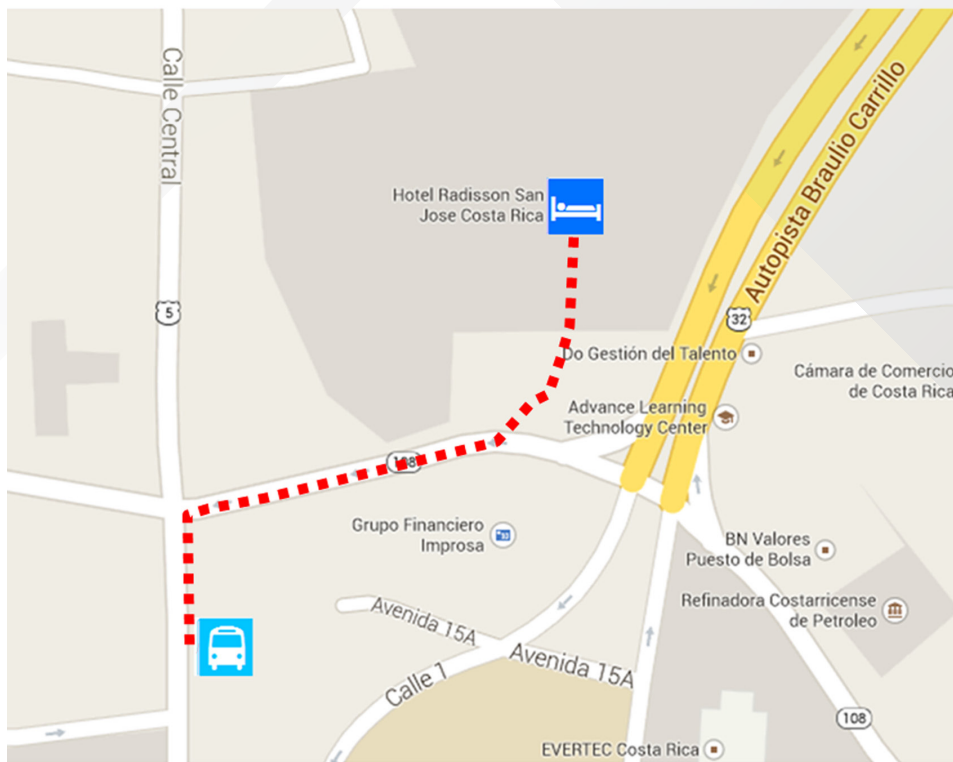 Calle Central
Autopista Braulio Carrillo
Hotel Radisson San
Jose Costa Rica
5
32
Do Gestión del Talento
Cámara de Comercio
de Costa Rica
Advance Learning
Technology Center
108
Grupo Financiero
Improsa
BN Valores
Puesto de Bolsa
Refinadora Costarricense
de Petroleo
Avenida 15A
Avenida 15A
Calle 1
108
EVERTEC Costa Rica